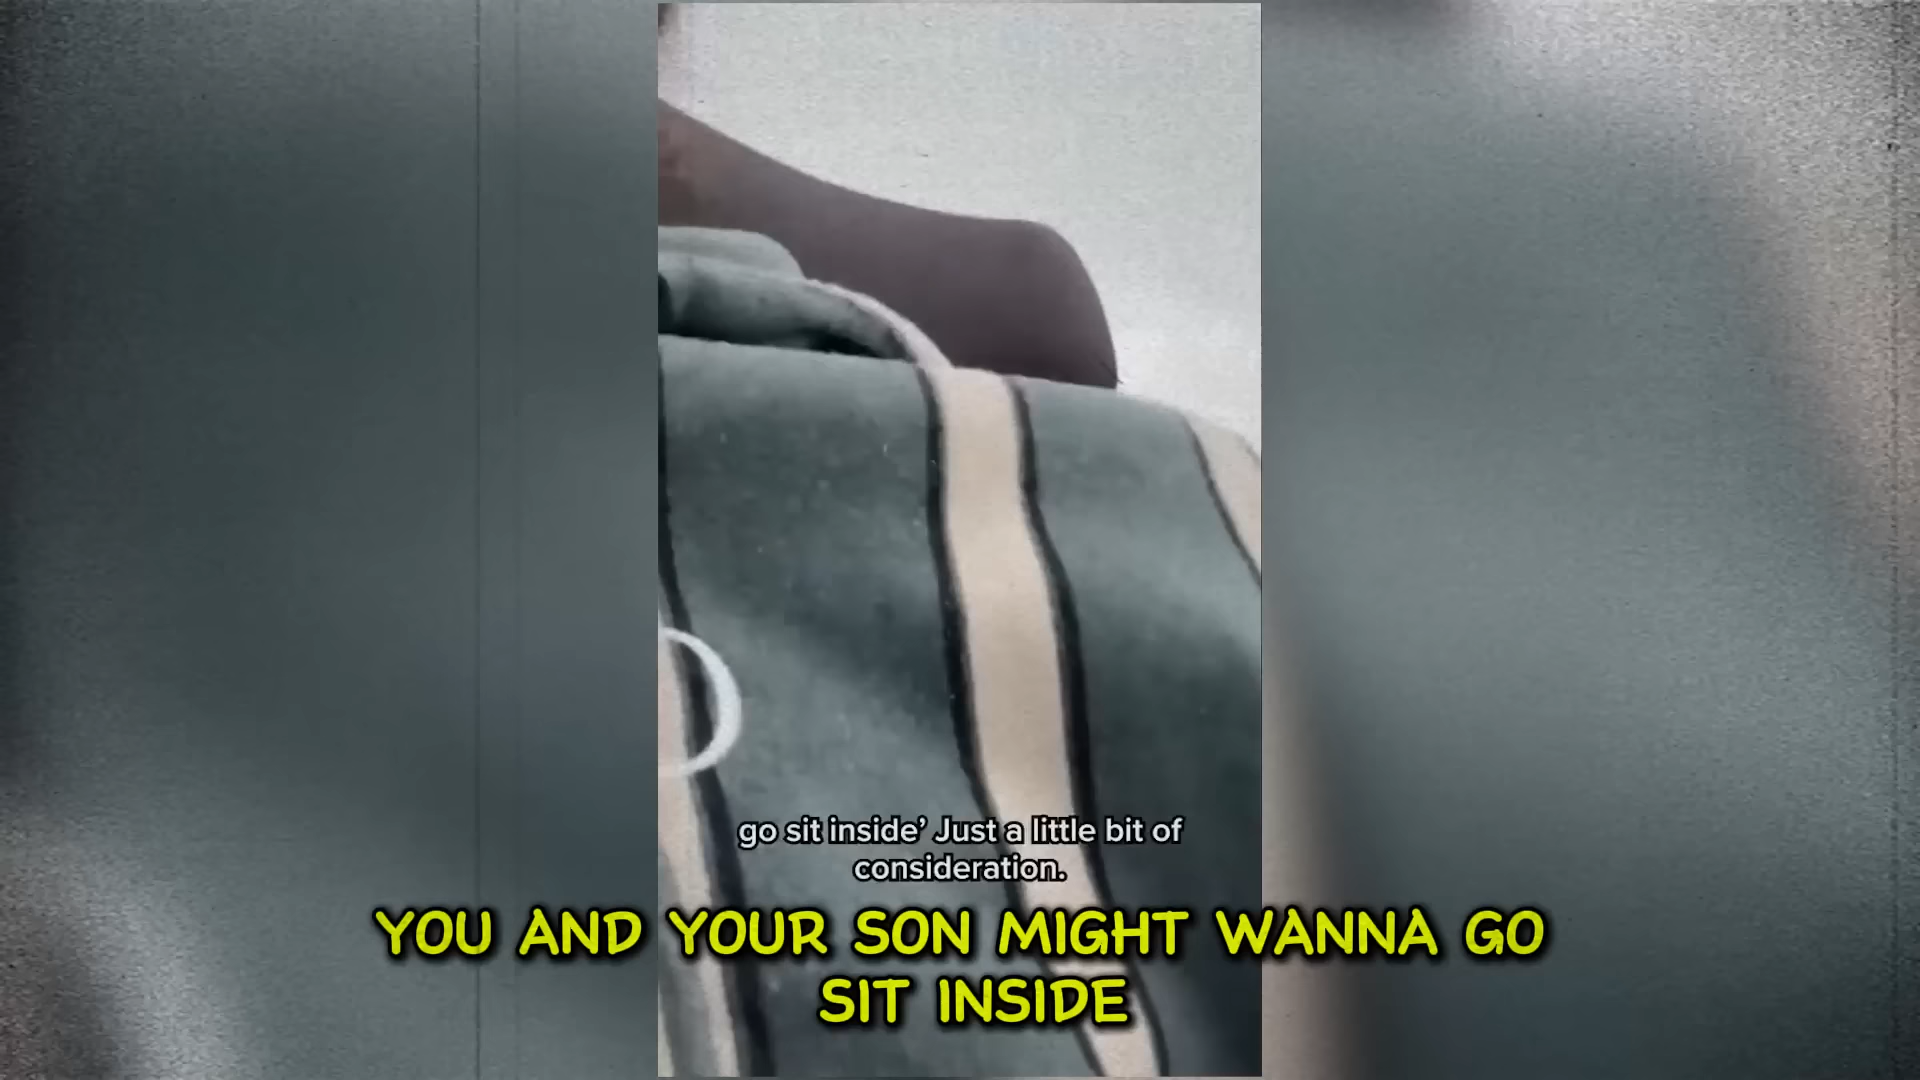 go sit inside’ Just a little bit of
consideration.
YOU AND YOUR SON MIGHT WANNA GO
SIT INSIDE